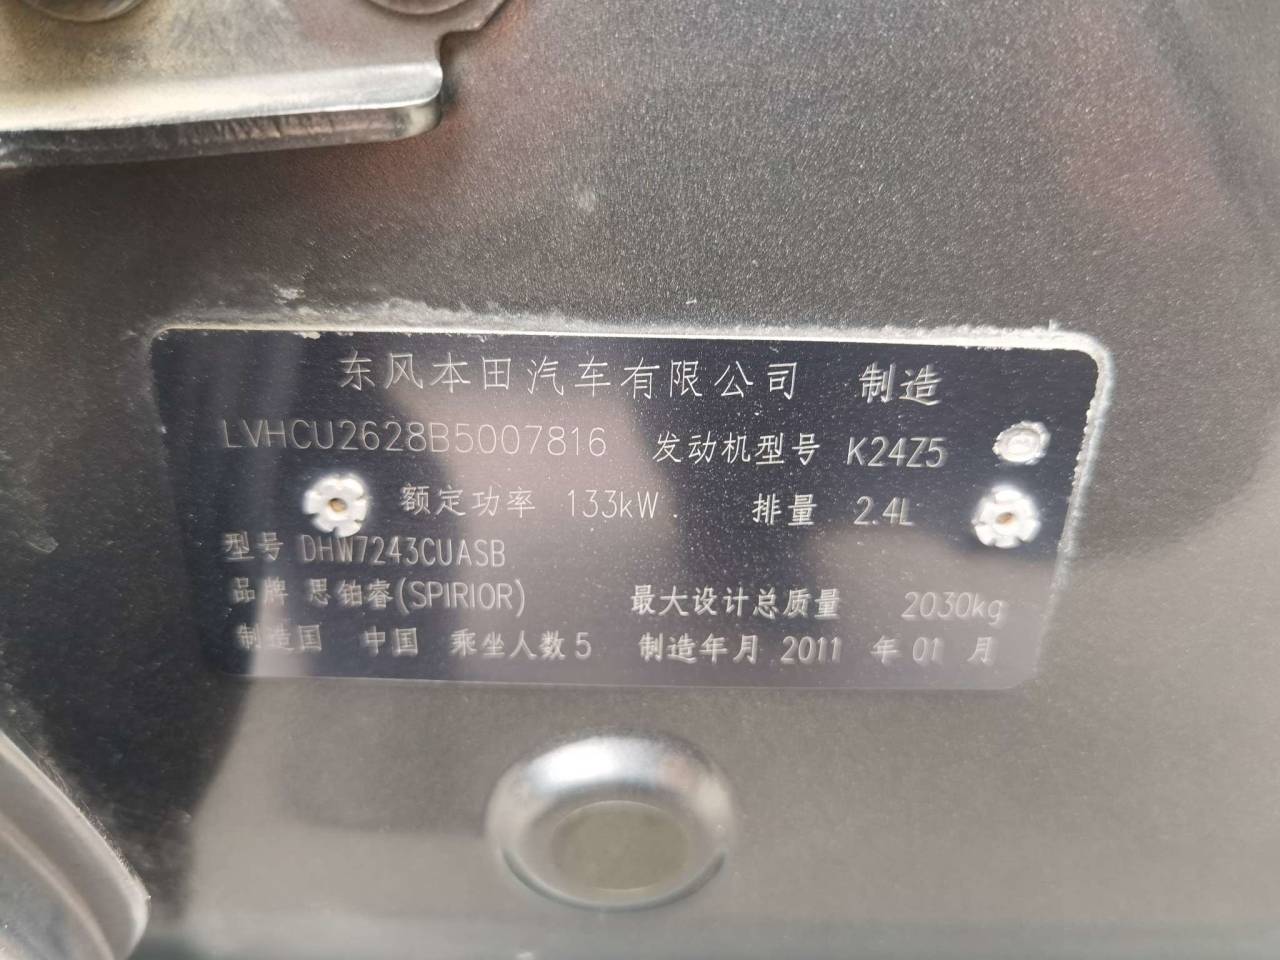 东风本田汽车有限公司 制造
LVHCU2628B5007816 发动机型号 K24Z5
额定功率 133kW 排量 2.4L
型号 DHW7243CUASB
品牌 思铂睿(SPIRIOR) 最大设计总质量 2030kg
制造国 中国 乘坐人数5 制造年月 2011 年 01 月